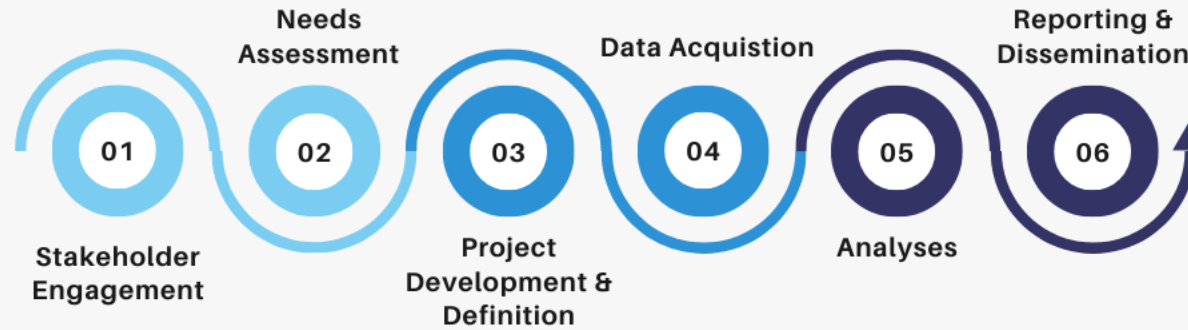 01
Stakeholder
Engagement
Needs
Assessment
02
03
Project
Development &
Definition
Data Acquistion
04
05
Analyses
Reporting &
Dissemination
06